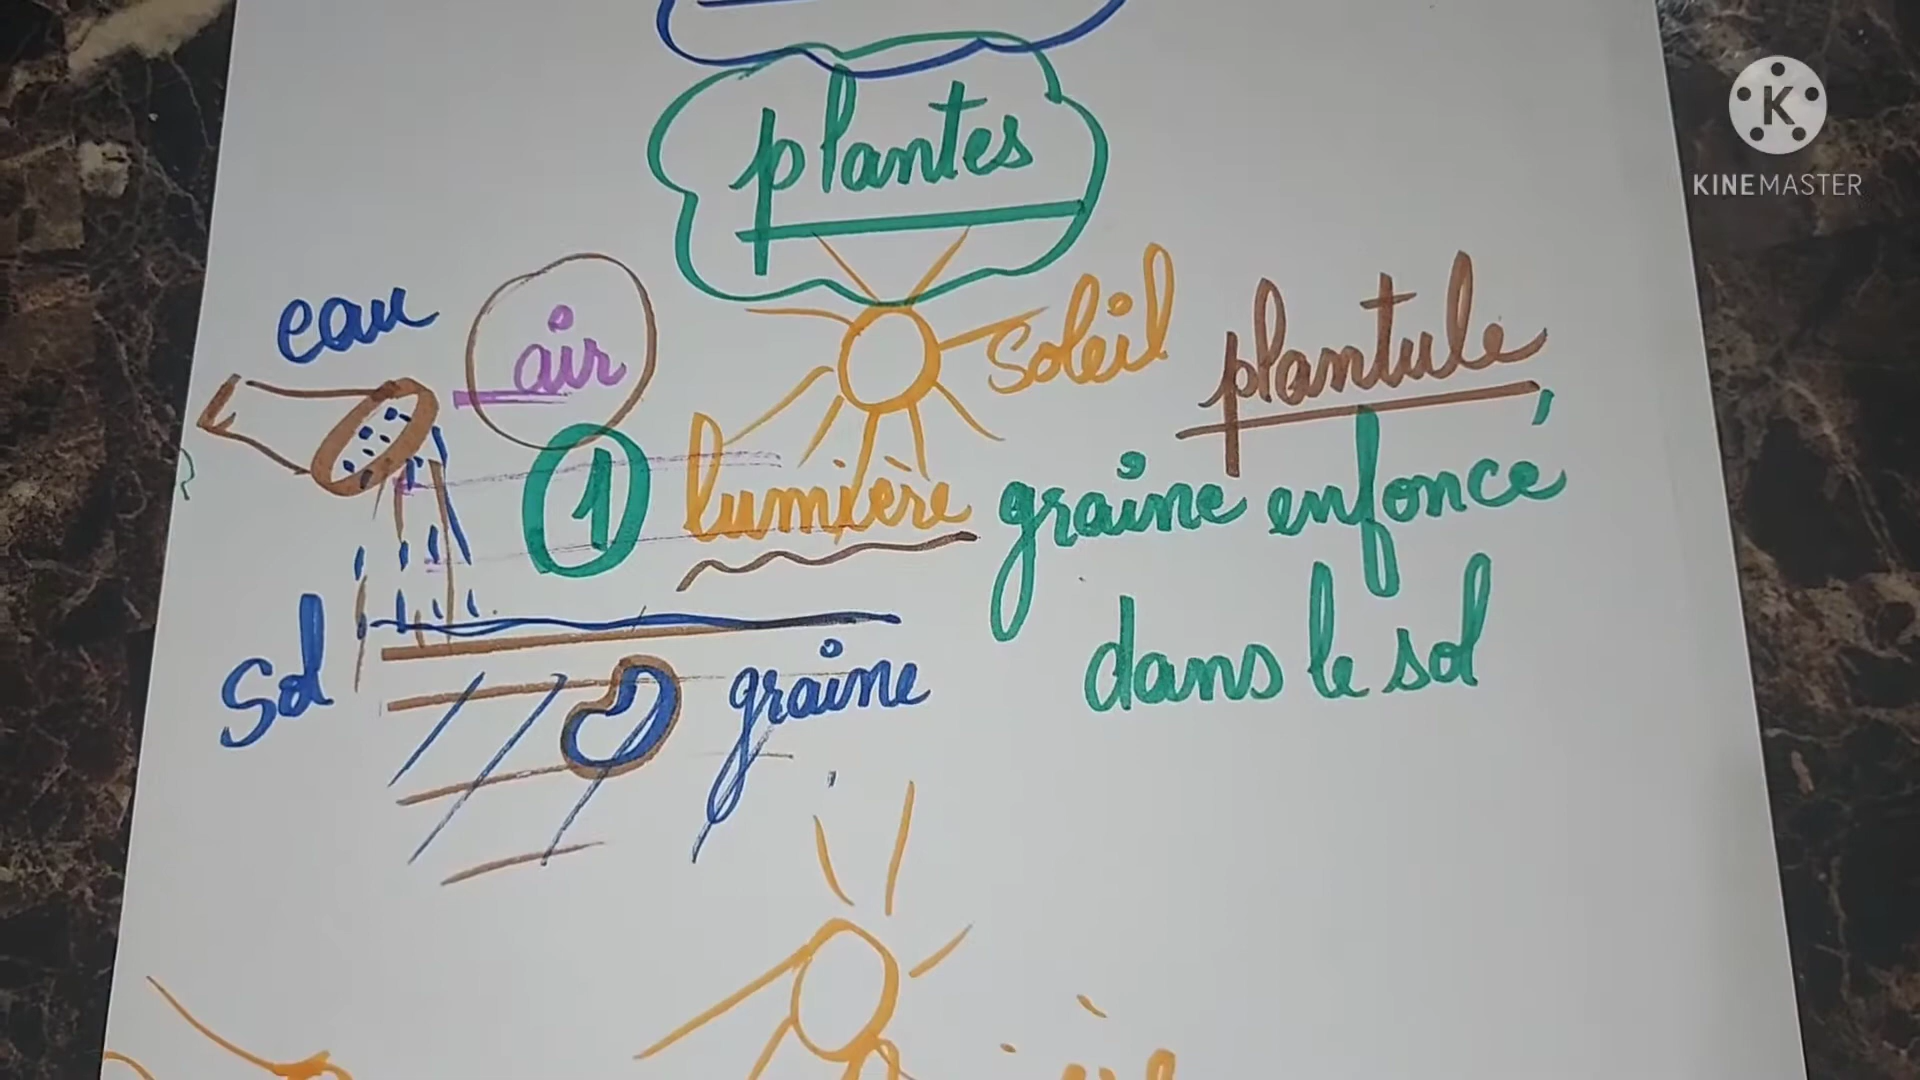 plantes
eau
air
soleil
plantule
1
lumière
graine enfoncé
dans le sol
sol
graine
K
KINEMASTER